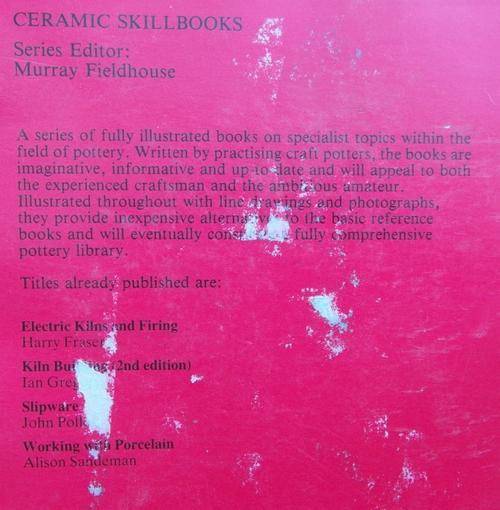 CERAMIC SKILLBOOKS
Series Editor:
Murray Fieldhouse
A series of fully illustrated books on specialist topics within the
field of pottery. Written by practising craft potters, the books are
imaginative, informative and up-to-date and will appeal to both
the experienced craftsman and the ambitious amateur.
Illustrated throughout with line drawings and photographs,
they provide inexpensive alternatives to the basic reference
books and will eventually fully comprehensive
pottery library.
Titles already published are:
Electric Kilns and Firing
Harry Fraser
Kiln Building (2nd edition)
Ian
Slipware
John
Working with Porcelain
Alison Sandeman